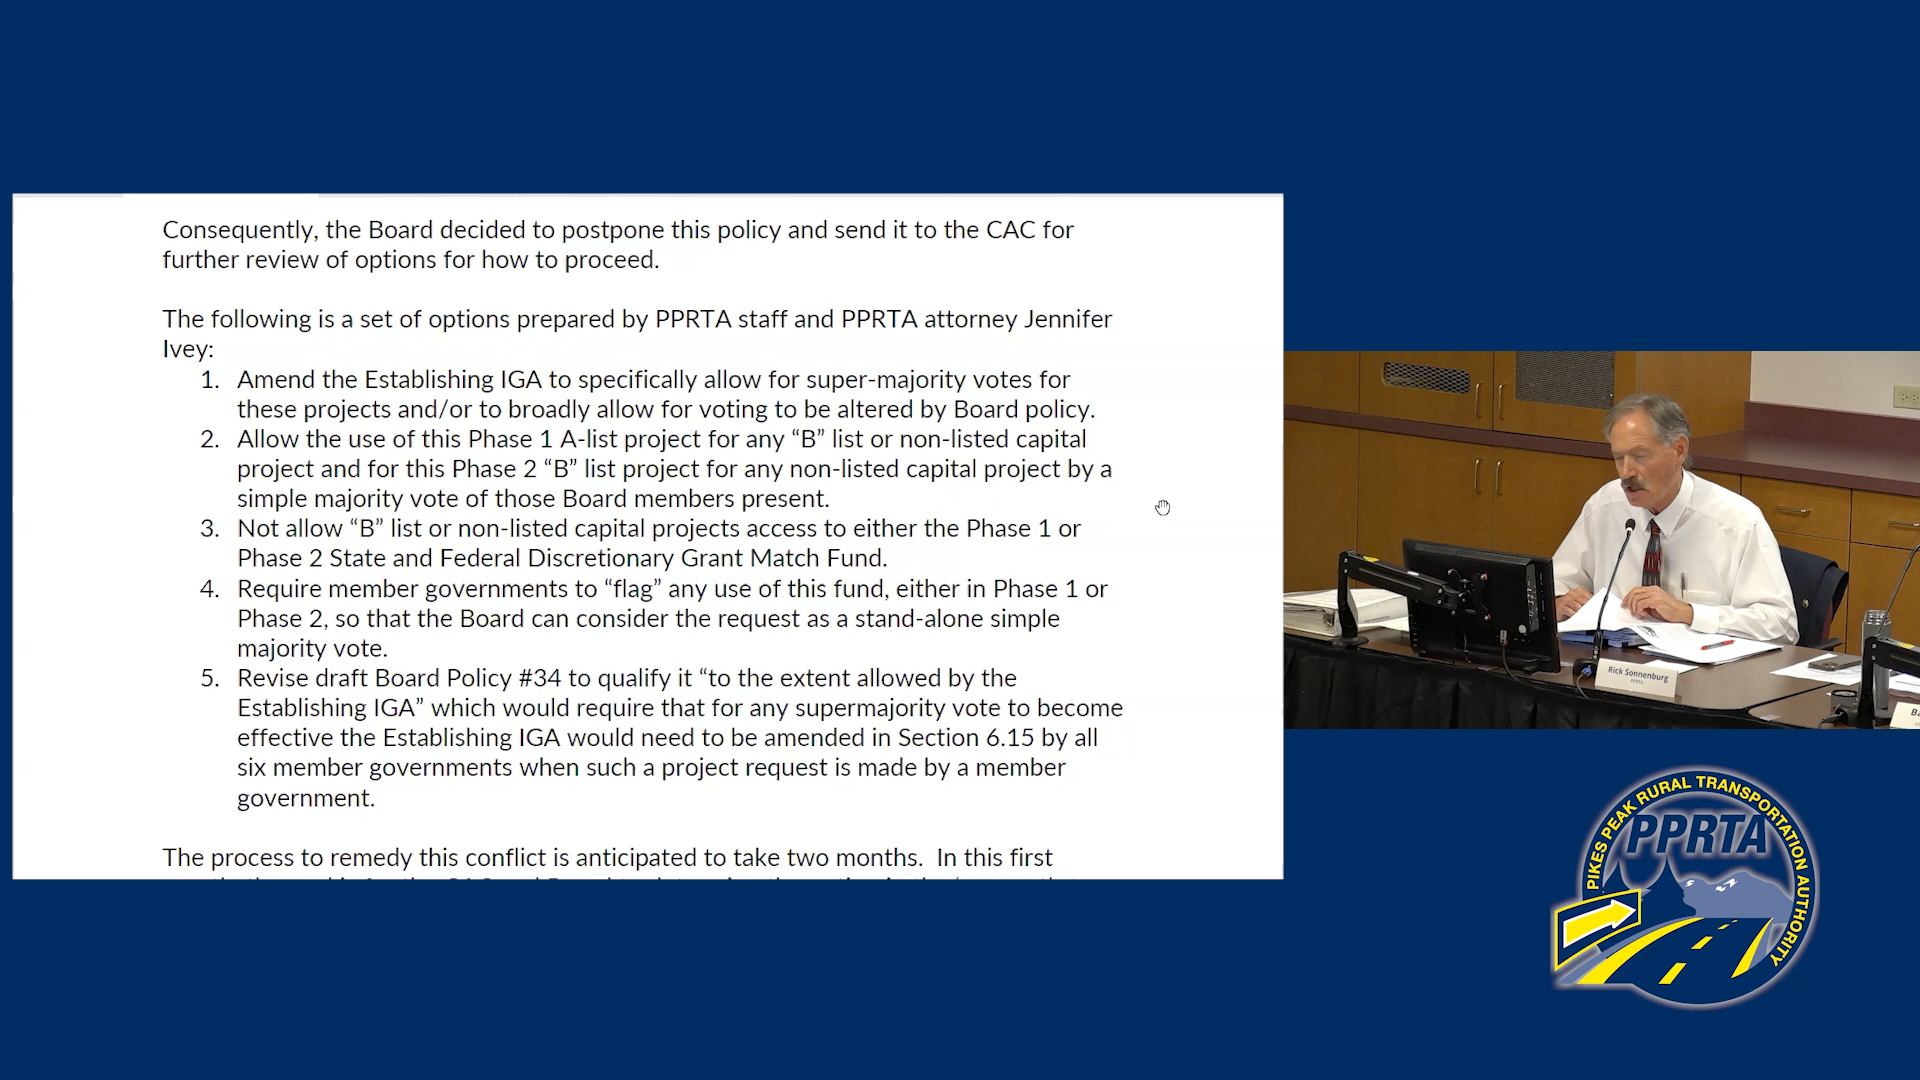 Consequently, the Board decided to postpone this policy and send it to the CAC for
further review of options for how to proceed.
The following is a set of options prepared by PPRTA staff and PPRTA attorney Jennifer
Ivey:
1. Amend the Establishing IGA to specifically allow for super-majority votes for
these projects and/or to broadly allow for voting to be altered by Board policy.
2. Allow the use of this Phase 1 A-list project for any “B” list or non-listed capital
project and for this Phase 2 “B” list project for any non-listed capital project by a
simple majority vote of those Board members present.
3. Not allow “B” list or non-listed capital projects access to either the Phase 1 or
Phase 2 State and Federal Discretionary Grant Match Fund.
4. Require member governments to “flag” any use of this fund, either in Phase 1 or
Phase 2, so that the Board can consider the request as a stand-alone simple
majority vote.
5. Revise draft Board Policy #34 to qualify it “to the extent allowed by the
Establishing IGA” which would require that for any supermajority vote to become
effective the Establishing IGA would need to be amended in Section 6.15 by all
six member governments when such a project request is made by a member
government.
The process to remedy this conflict is anticipated to take two months.  In this first
Rick Sonnenburg
PPRTA
PIKES PEAK RURAL TRANSPORTATION AUTHORITY
PPRTA